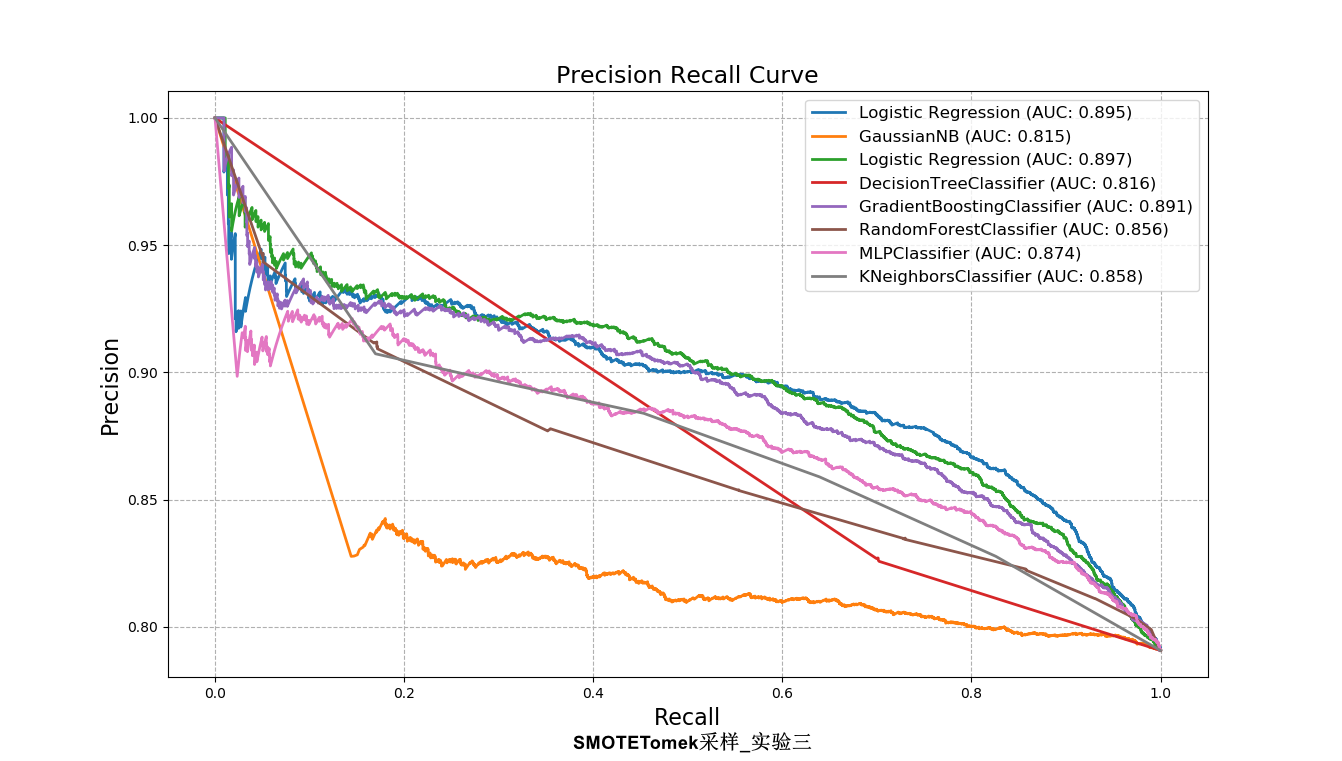 Precision Recall Curve
Logistic Regression (AUC: 0.895)
GaussianNB (AUC: 0.815)
Logistic Regression (AUC: 0.897)
DecisionTreeClassifier (AUC: 0.816)
GradientBoostingClassifier (AUC: 0.891)
RandomForestClassifier (AUC: 0.856)
MLPClassifier (AUC: 0.874)
KNeighborsClassifier (AUC: 0.858)
Precision
1.00
0.95
0.90
0.85
0.80
0.0 0.2 0.4 0.6 0.8 1.0
Recall
SMOTETomek采样_实验三